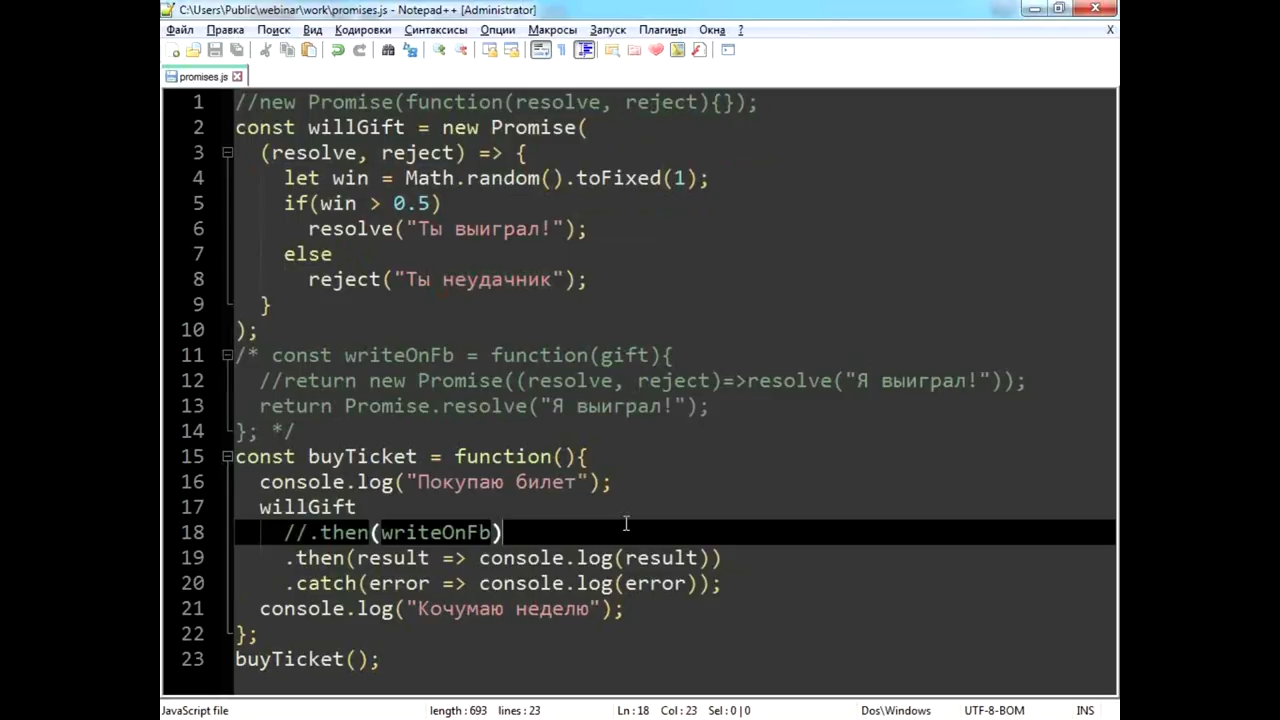 C:\Users\Public\webinar\work\promises.js - Notepad++ [Administrator]
Файл Правка Поиск Вид Кодировки Синтаксисы Опции Макросы Запуск Плагины Окна ? X
promises.js
1 //new Promise(function(resolve, reject){});
2 const willGift = new Promise(
3 (resolve, reject) => {
4 let win = Math.random().toFixed(1);
5 if(win > 0.5)
6 resolve("Ты выиграл!");
7 else
8 reject("Ты неудачник");
9 }
10 );
11 /* const writeOnFb = function(gift){
12 //return new Promise((resolve, reject)=>resolve("Я выиграл!"));
13 return Promise.resolve("Я выиграл!");
14 }; */
15 const buyTicket = function(){
16 console.log("Покупаю билет");
17 willGift
18 //.then(writeOnFb)
19 .then(result => console.log(result))
20 .catch(error => console.log(error));
21 console.log("Кочумаю неделю");
22 };
23 buyTicket();
JavaScript file length : 693 lines : 23 Ln : 18 Col : 23 Sel : 0 | 0 Dos\Windows UTF-8-BOM INS